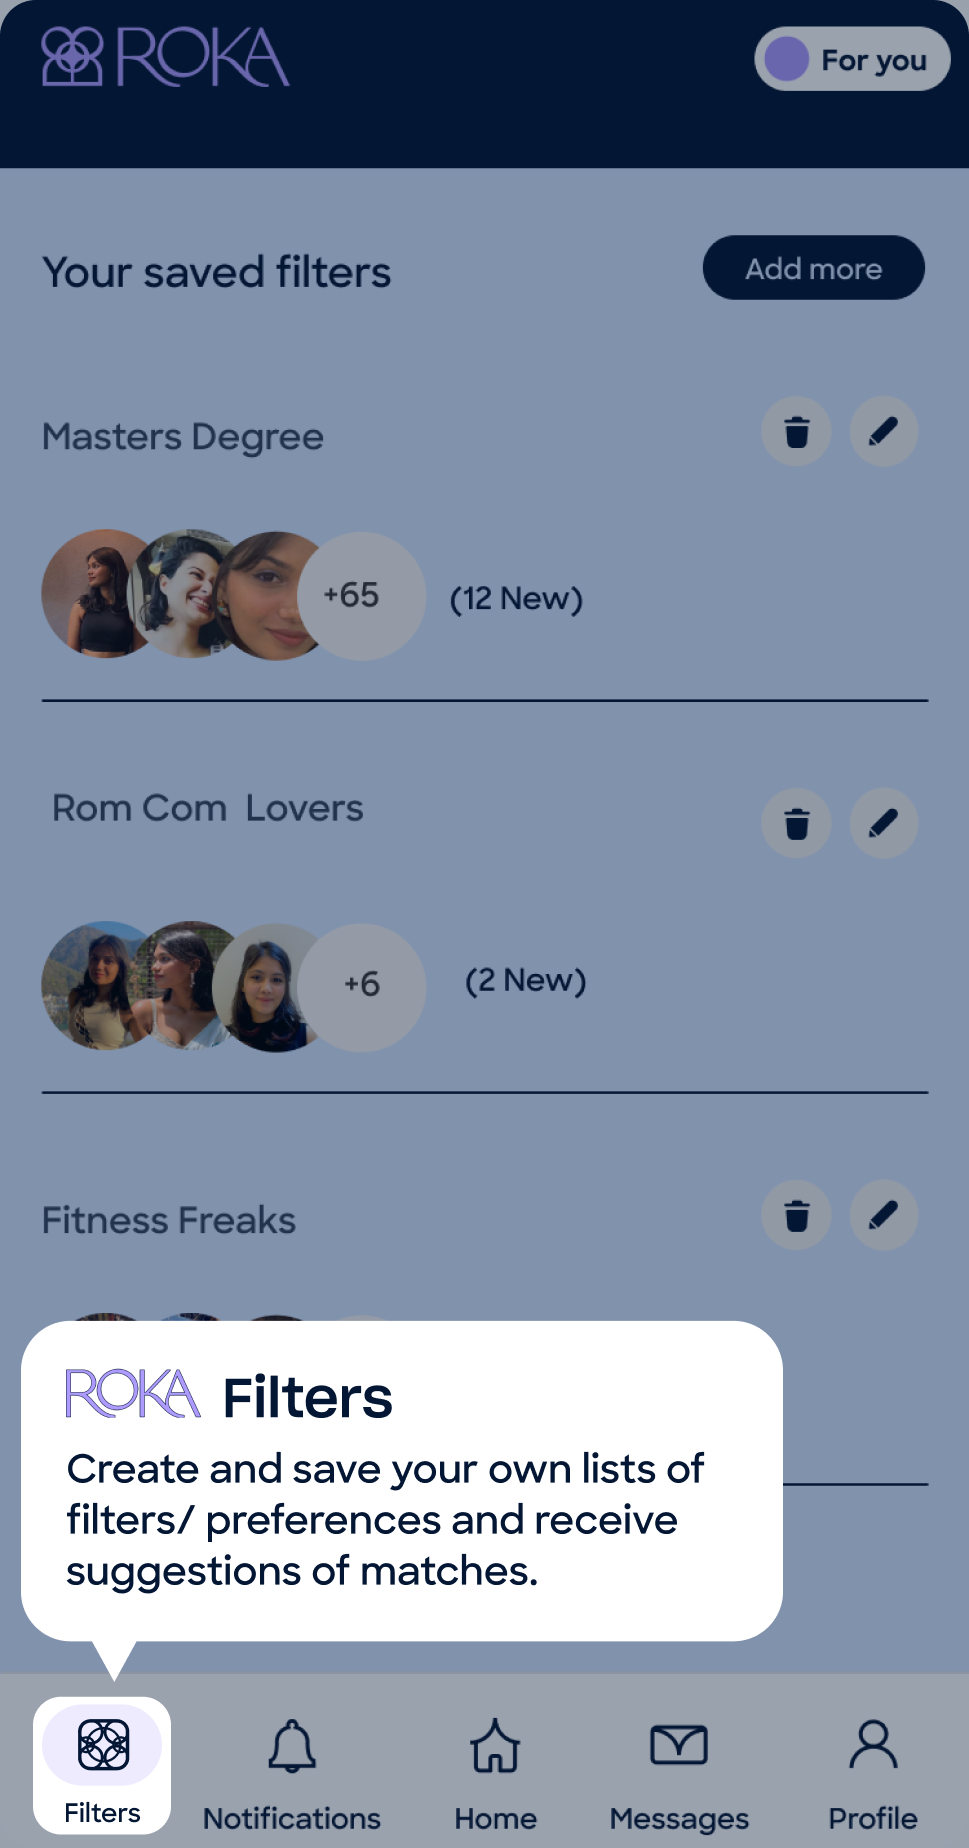 ROKA
For you
Your saved filters
Add more
Masters Degree
+65
(12 New)
Rom Com Lovers
+6
(2 New)
Fitness Freaks
ROKA Filters
Create and save your own lists of
filters/ preferences and receive
suggestions of matches.
Filters
Notifications
Home
Messages
Profile